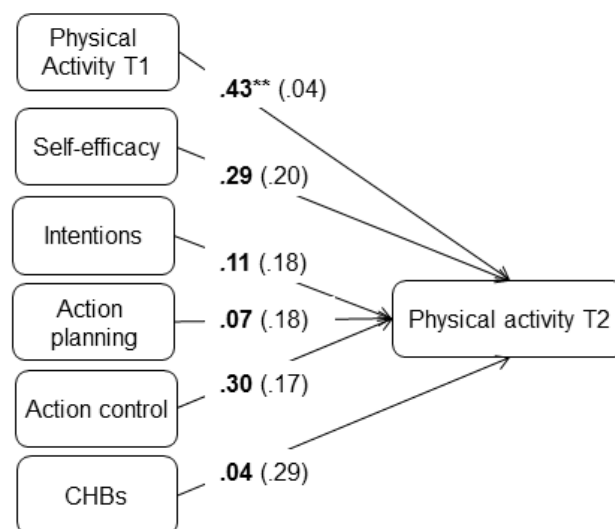 Physical
Activity T1
.43** (.04)
Self-efficacy
.29 (.20)
Intentions
.11 (.18)
Action
planning
.07 (.18)
Physical activity T2
Action control
.30 (.17)
CHBs
.04 (.29)